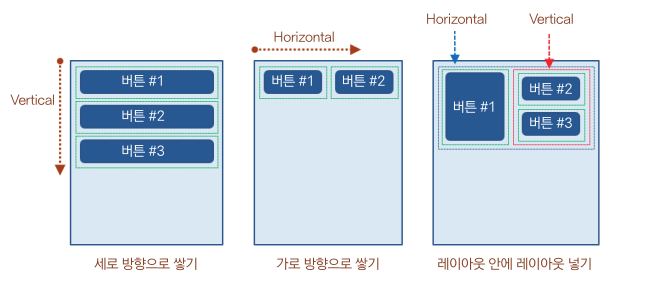 Vertical
버튼 #1
버튼 #2
버튼 #3
세로 방향으로 쌓기
Horizontal
버튼 #1
버튼 #2
가로 방향으로 쌓기
Horizontal
Vertical
버튼 #1
버튼 #2
버튼 #3
레이아웃 안에 레이아웃 넣기